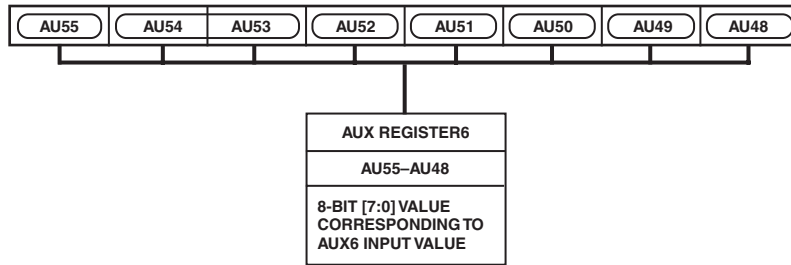 AU55 AU54 AU53 AU52 AU51 AU50 AU49 AU48
AUX REGISTER6
AU55–AU48
8-BIT [7:0] VALUE
CORRESPONDING TO
AUX6 INPUT VALUE